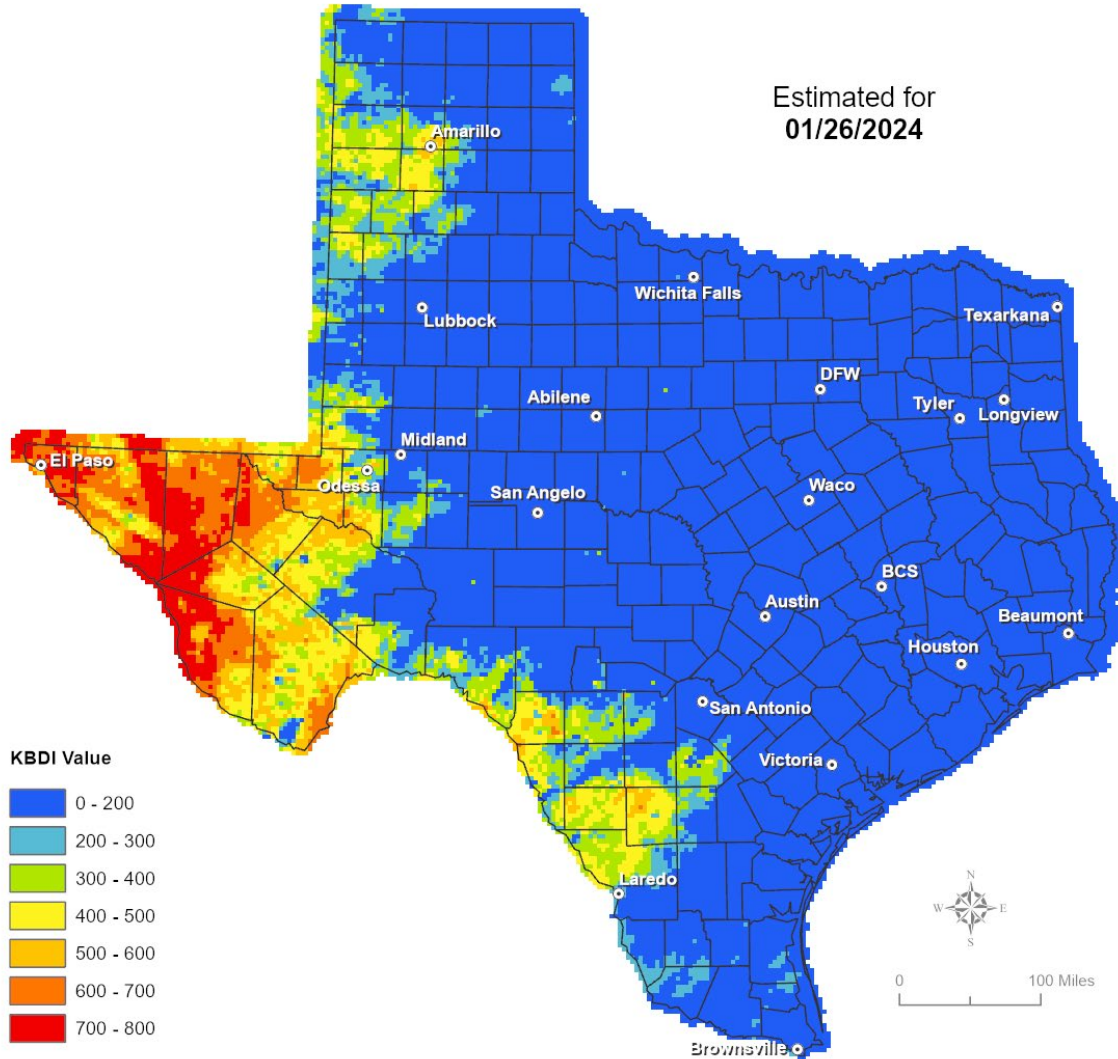 Estimated for
01/26/2024
Amarillo
Wichita Falls
Lubbock
Texarkana
DFW
Abilene
Tyler
Longview
Midland
El Paso
Odessa
San Angelo
Waco
BCS
Austin
Beaumont
Houston
San Antonio
Victoria
KBDI Value
0 - 200
200 - 300
300 - 400
400 - 500
500 - 600
600 - 700
700 - 800
Laredo
N
W E
S
0 100 Miles
Brownsville